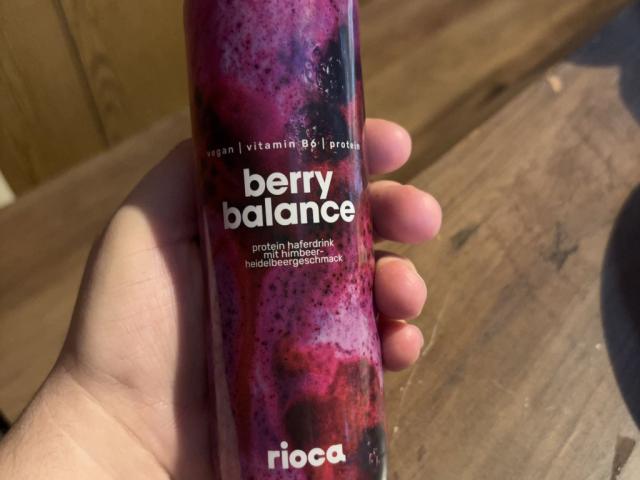 vegan | vitamin B6 | protein
berry
balance
protein haferdrink
mit himbeer-
heidelbeergeschmack
rioca